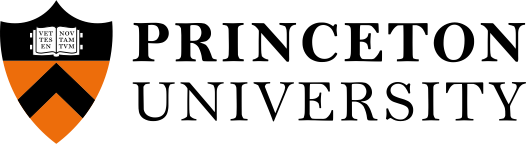 VET NOV
TES TAM
EN TVM
PRINCETON
UNIVERSITY